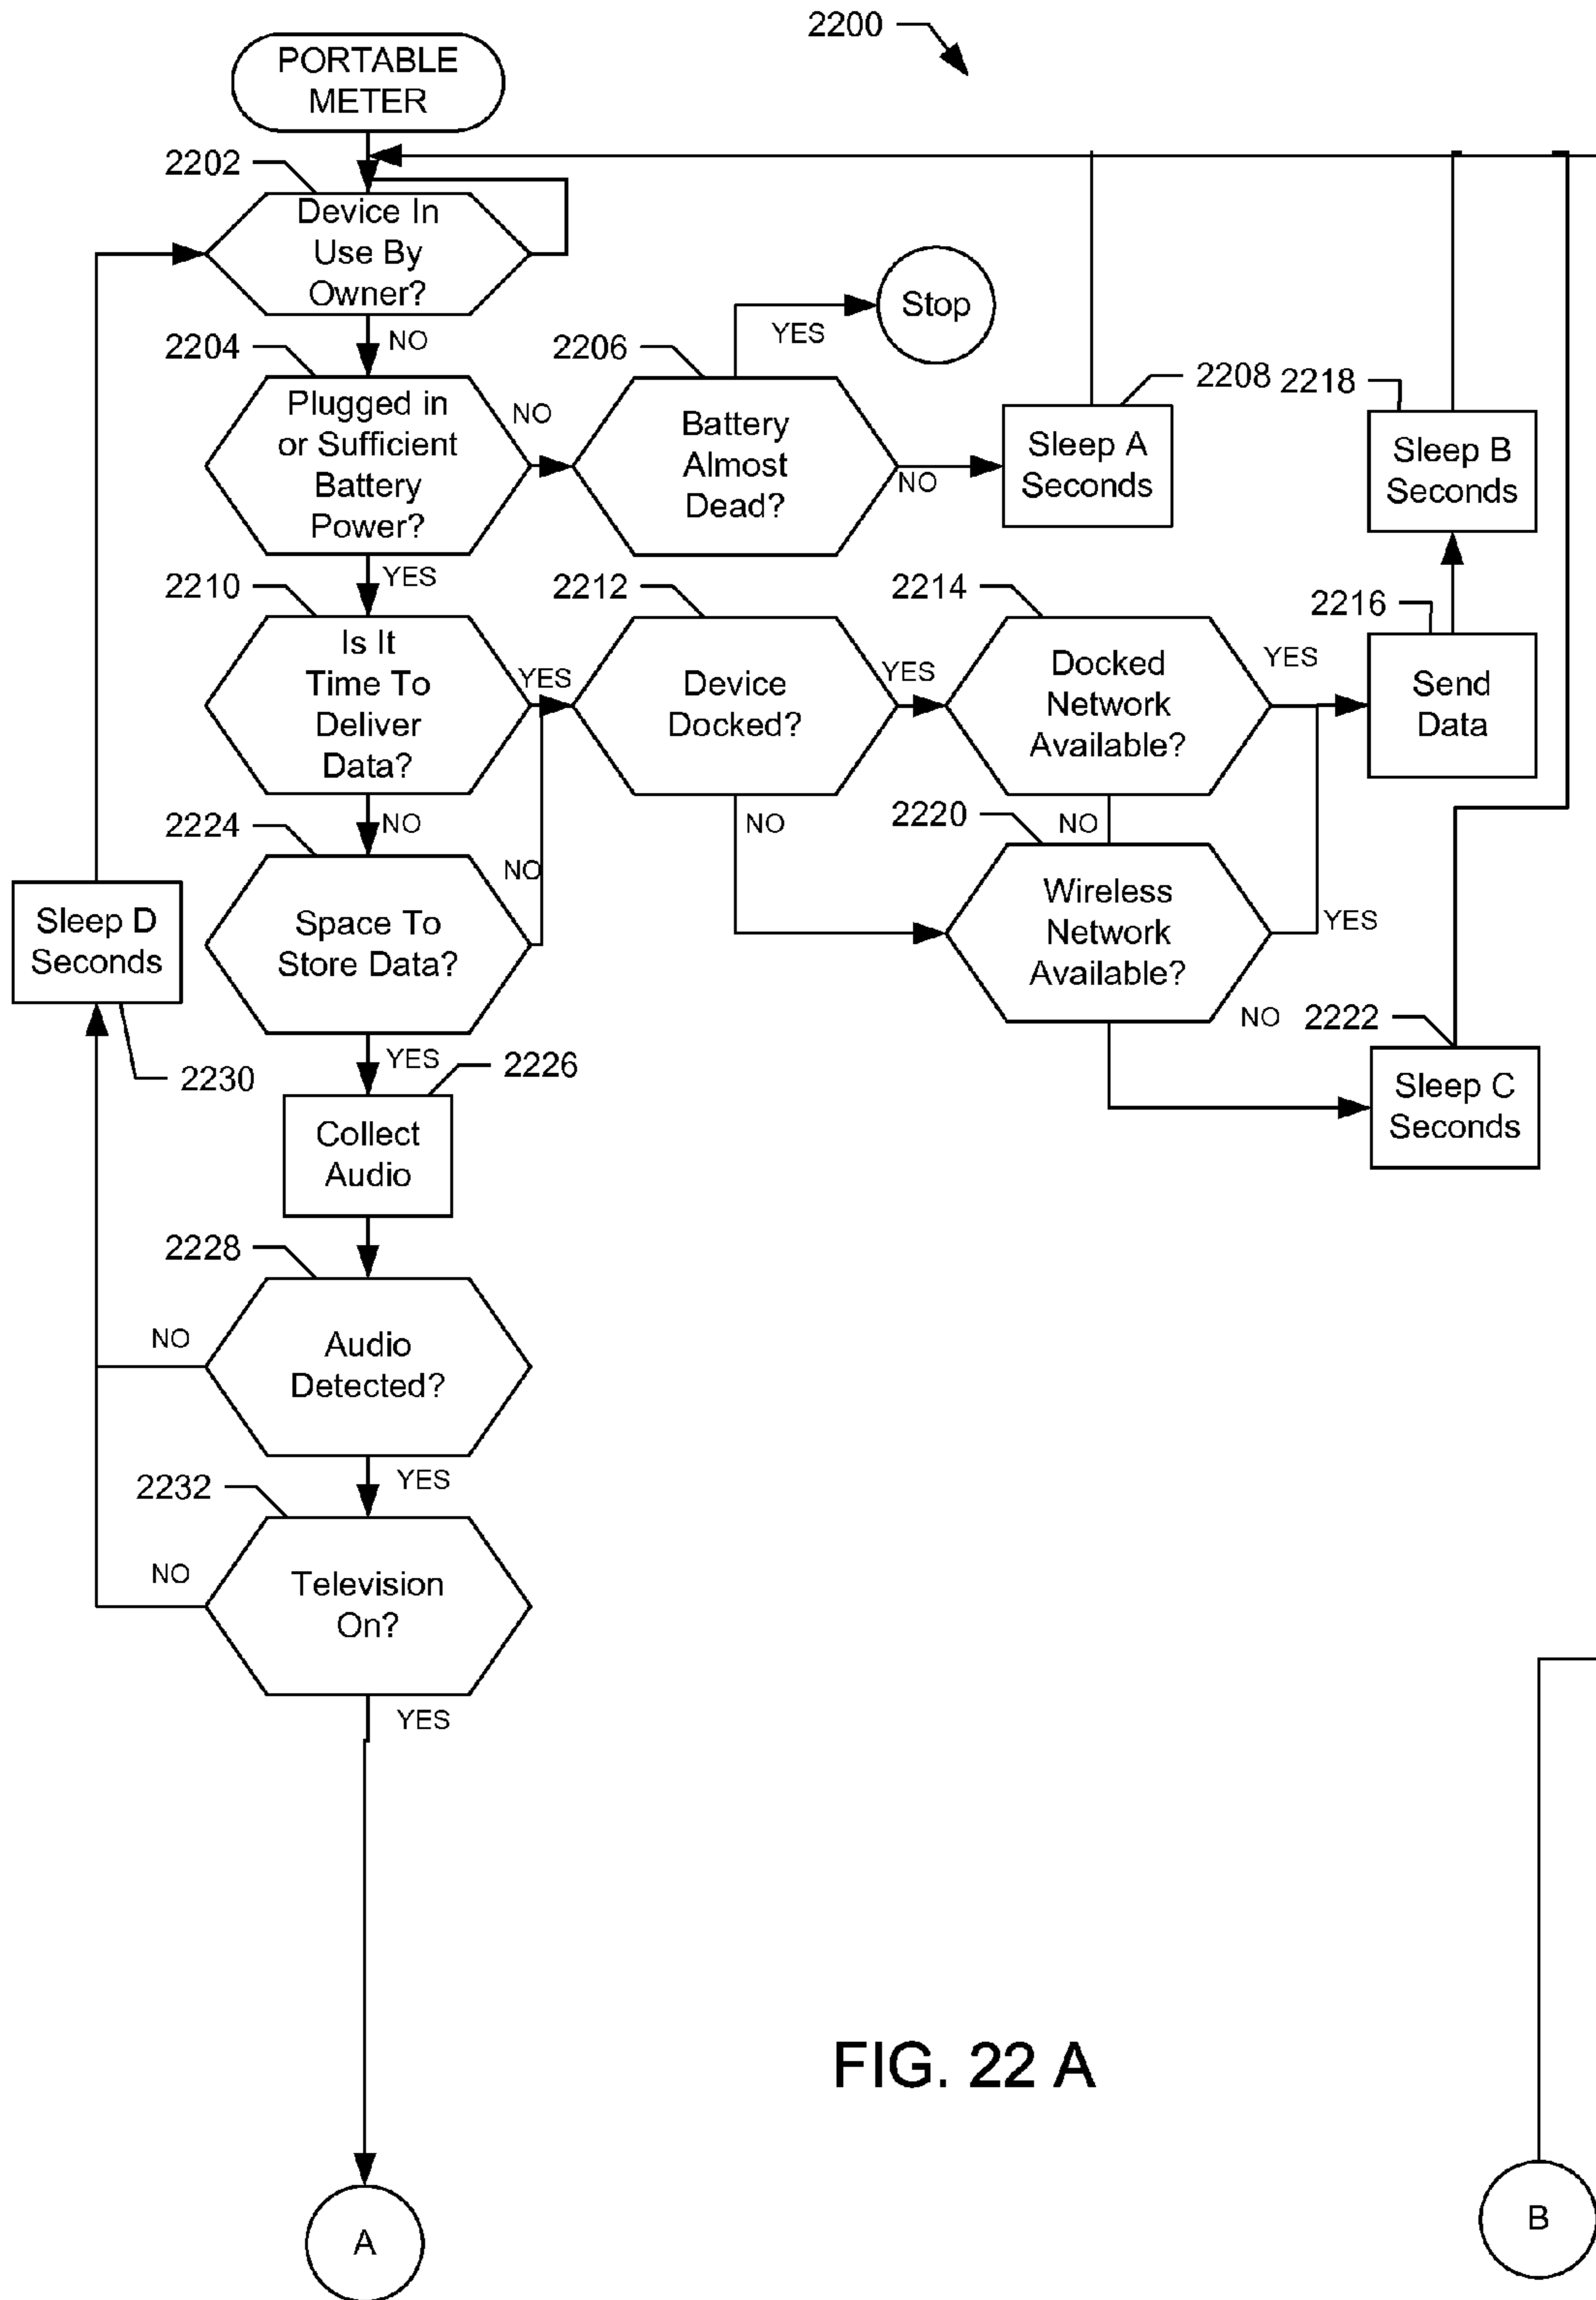 2200
PORTABLE
METER
2202
Device In
Use By
Owner?
NO
Stop
YES
2204
Plugged in
or Sufficient
Battery
Power?
NO
2206
Battery
Almost
Dead?
NO
2208
Sleep A
Seconds
2218
Sleep B
Seconds
YES
2210
Is It
Time To
Deliver
Data?
YES
2212
Device
Docked?
YES
2214
Docked
Network
Available?
YES
2216
Send
Data
NO
NO
NO
2224
Space To
Store Data?
NO
2220
Wireless
Network
Available?
YES
NO
2222
Sleep C
Seconds
Sleep D
Seconds
2230
YES
2226
Collect
Audio
2228
Audio
Detected?
NO
YES
2232
Television
On?
NO
YES
FIG. 22 A
A
B